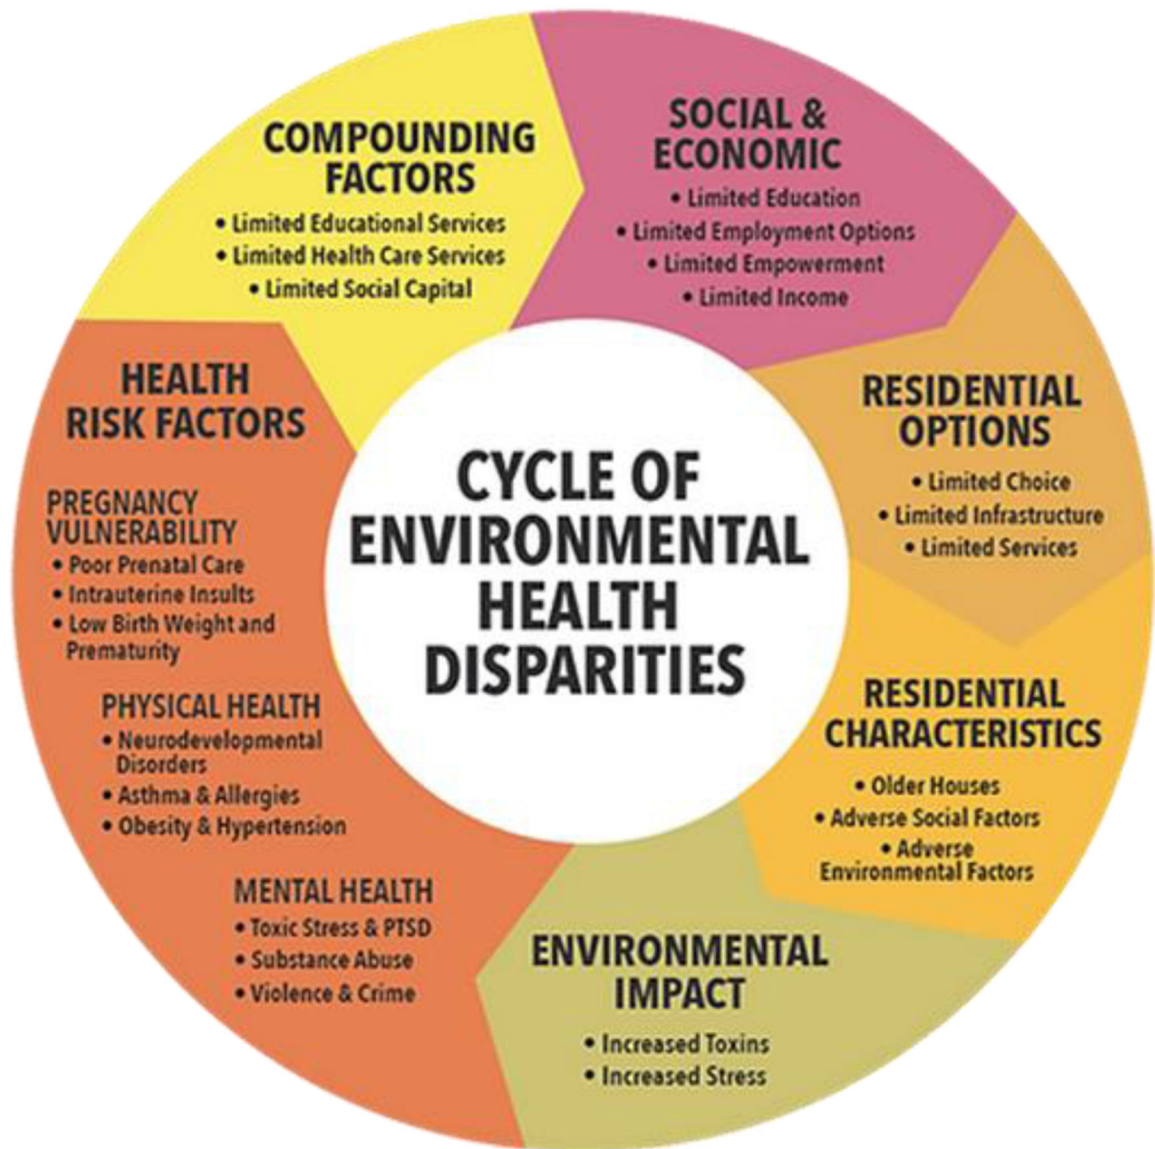 CYCLE OF
ENVIRONMENTAL
HEALTH
DISPARITIES
SOCIAL &
ECONOMIC
• Limited Education
• Limited Employment Options
• Limited Empowerment
• Limited Income
RESIDENTIAL
OPTIONS
• Limited Choice
• Limited Infrastructure
• Limited Services
RESIDENTIAL
CHARACTERISTICS
• Older Houses
• Adverse Social Factors
• Adverse
Environmental Factors
ENVIRONMENTAL
IMPACT
• Increased Toxins
• Increased Stress
HEALTH
RISK FACTORS
PREGNANCY
VULNERABILITY
• Poor Prenatal Care
• Intrauterine Insults
• Low Birth Weight and
Prematurity
PHYSICAL HEALTH
• Neurodevelopmental
Disorders
• Asthma & Allergies
• Obesity & Hypertension
MENTAL HEALTH
• Toxic Stress & PTSD
• Substance Abuse
• Violence & Crime
COMPOUNDING
FACTORS
• Limited Educational Services
• Limited Health Care Services
• Limited Social Capital